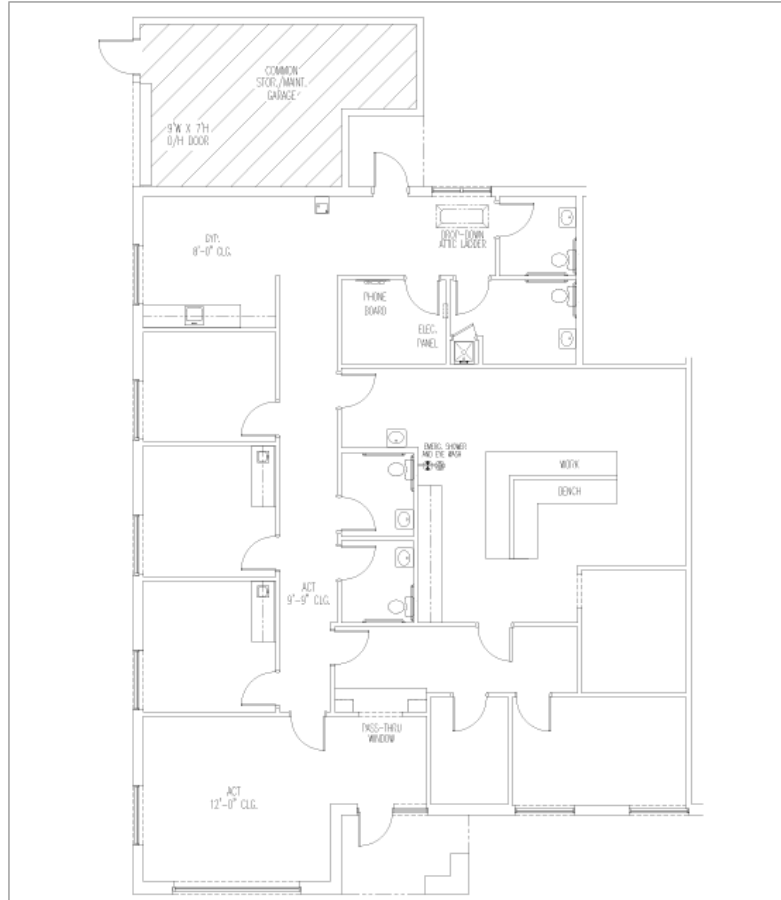 COMMON
STOR./MAINT.
GARAGE
9'W X 7'H
O/H DOOR
GYP.
8'-0" CLG.
DROP-DOWN
ATTIC LADDER
PHONE
BOARD
ELEC.
PANEL
EMERG. SHOWER
AND EYE WASH
WORK
BENCH
ACT
9'-9" CLG.
PASS-THRU
WINDOW
ACT
12'-0" CLG.